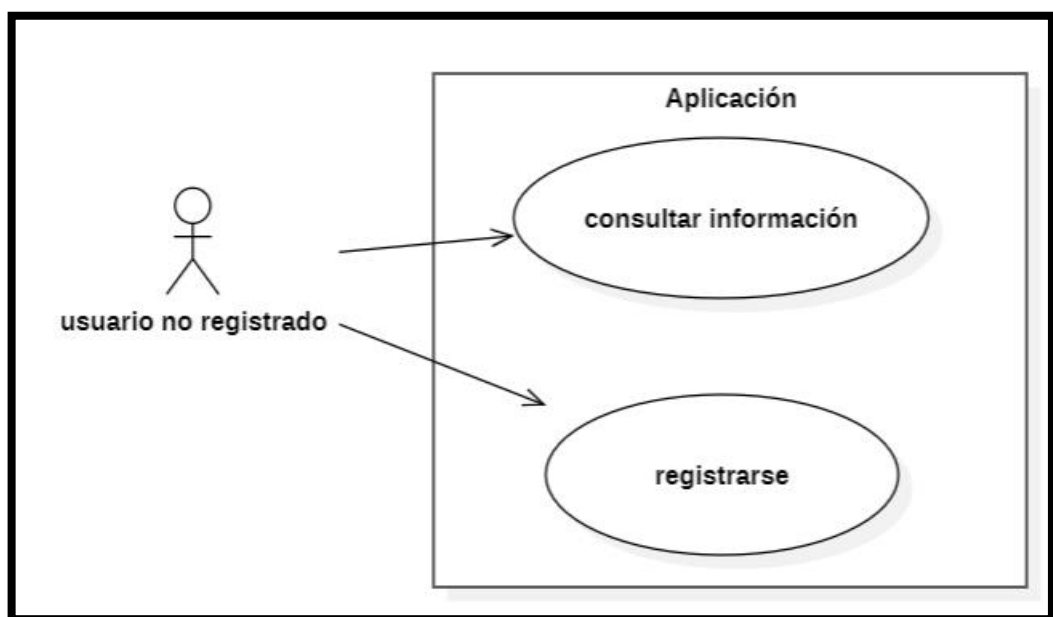 Aplicación
consultar información
usuario no registrado
registrarse